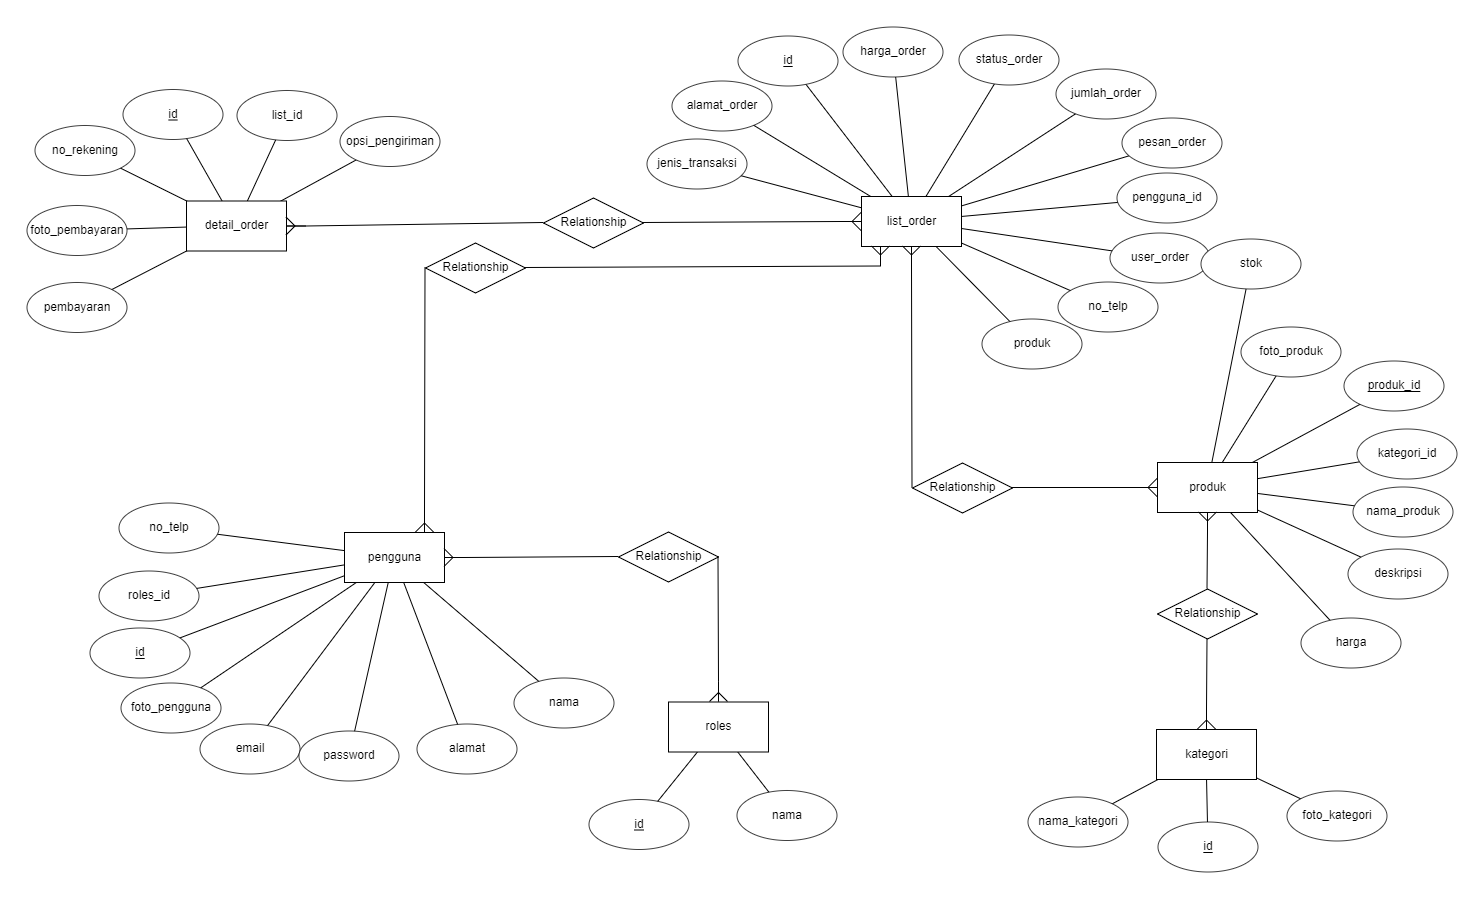 id
harga_order
status_order
alamat_order
jumlah_order
jenis_transaksi
pesan_order
pengguna_id
user_order
no_telp
produk
list_order
id
list_id
no_rekening
opsi_pengiriman
foto_pembayaran
detail_order
pembayaran
Relationship
Relationship
stok
foto_produk
produk_id
kategori_id
nama_produk
deskripsi
harga
produk
Relationship
Relationship
no_telp
roles_id
id
foto_pengguna
email
password
alamat
nama
pengguna
Relationship
roles
id
nama
kategori
nama_kategori
id
foto_kategori